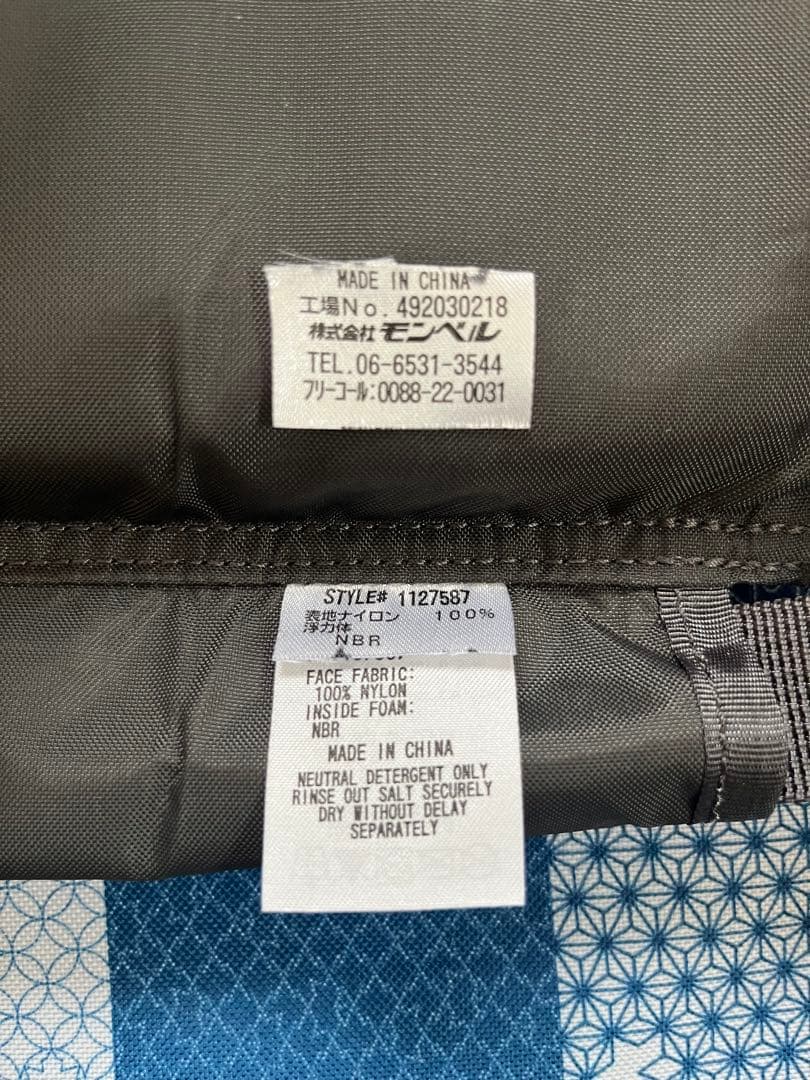 MADE IN CHINA
工場No.492030218
株式会社モンベル
TEL.06-6531-3544
フリーコール:0088-22-0031
STYLE# 1127587
表地ナイロン 100%
浮力体
NBR
FACE FABRIC:
100% NYLON
INSIDE FOAM:
NBR
MADE IN CHINA
NEUTRAL DETERGENT ONLY
RINSE OUT SALT SECURELY
DRY WITHOUT DELAY
SEPARATELY